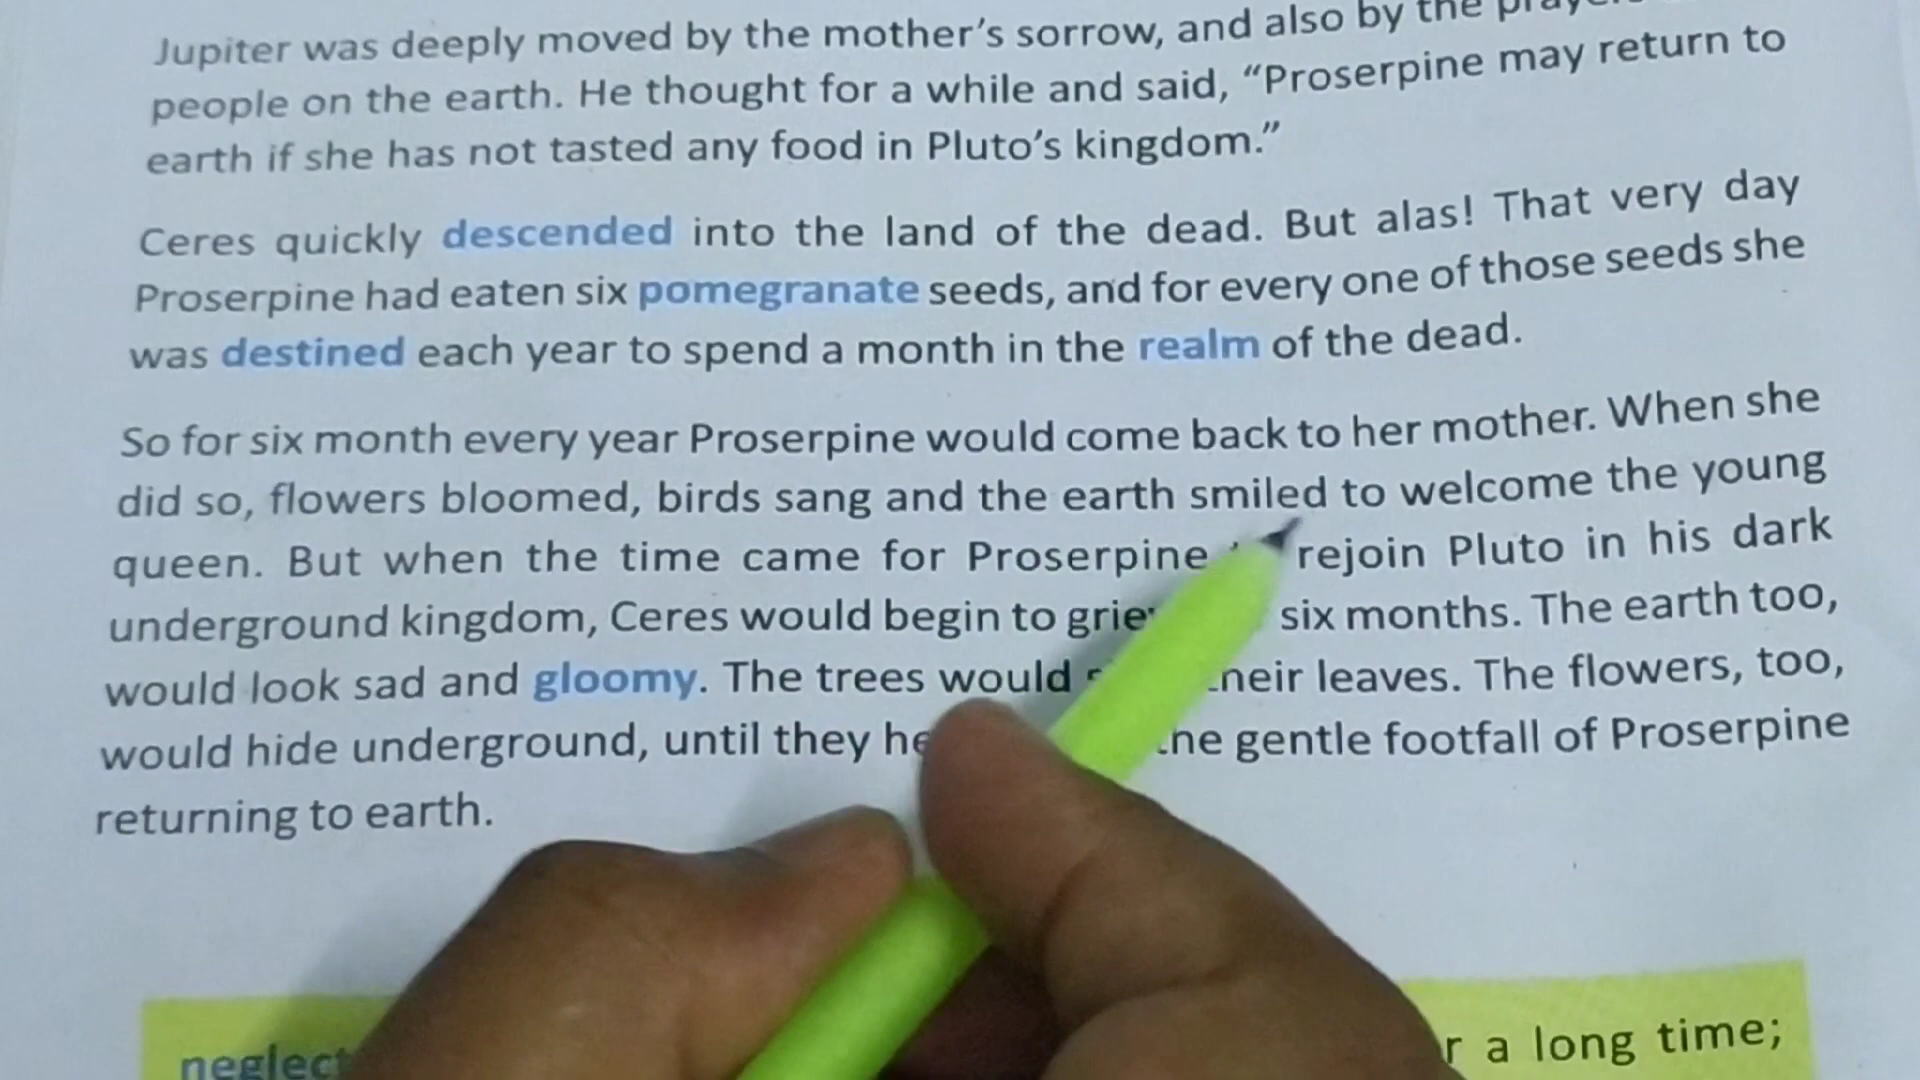 Jupiter was deeply moved by the mother’s sorrow, and also by the
people on the earth. He thought for a while and said, “Proserpine may return to
earth if she has not tasted any food in Pluto’s kingdom.”
Ceres quickly descended into the land of the dead. But alas! That very day
Proserpine had eaten six pomegranate seeds, and for every one of those seeds she
was destined each year to spend a month in the realm of the dead.
So for six month every year Proserpine would come back to her mother. When she
did so, flowers bloomed, birds sang and the earth smiled to welcome the young
queen. But when the time came for Proserpine rejoin Pluto in his dark
underground kingdom, Ceres would begin to six months. The earth too,
would look sad and gloomy. The trees would their leaves. The flowers, too,
would hide underground, until they the gentle footfall of Proserpine
returning to earth.
neglect a long time;